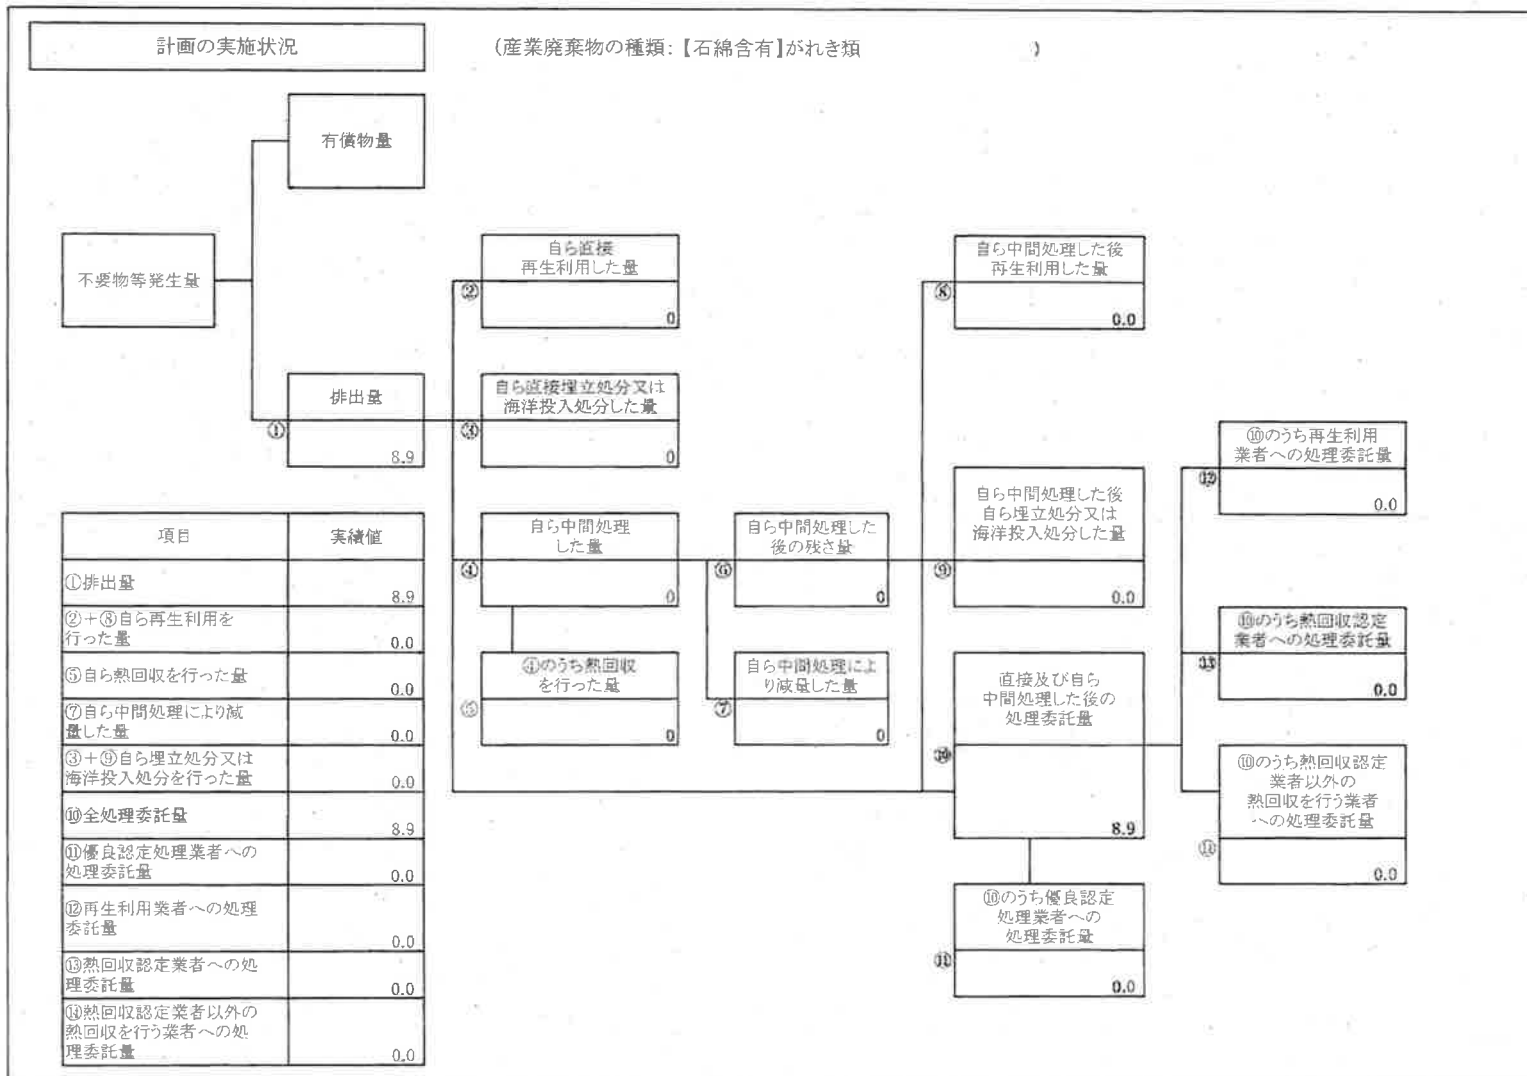 計画の実施状況
(産業廃棄物の種類:【石綿含有】がれき類 )
有償物量
不要物等発生量
自ら直接
再生利用した量
②
0
自ら中間処理した後
再生利用した量
⑧
0.0
排出量
①
8.9
自ら直接埋立処分又は
海洋投入処分した量
③
0
⑩のうち再生利用
業者への処理委託量
⑫
0.0
自ら中間処理
した量
④
0
自ら中間処理した
後の残さ量
⑥
0
自ら中間処理した後
自ら埋立処分又は
海洋投入処分した量
⑨
0.0
⑩のうち熱回収認定
業者への処理委託量
⑬
0.0
④のうち熱回収
を行った量
⑤
0
自ら中間処理によ
り減量した量
⑦
0
直接及び自ら
中間処理した後の
処理委託量
⑩
8.9
⑩のうち熱回収認定
業者以外の
熱回収を行う業者
への処理委託量
0.0
⑩のうち優良認定
処理業者への
処理委託量
⑪
0.0
項目 実績値
①排出量 8.9
②+⑧自ら再生利用を
行った量 0.0
⑤自ら熱回収を行った量 0.0
⑦自ら中間処理により減
量した量 0.0
③+⑨自ら埋立処分又は
海洋投入処分を行った量 0.0
⑩全処理委託量 8.9
⑪優良認定処理業者への
処理委託量 0.0
⑫再生利用業者への処理
委託量 0.0
⑬熱回収認定業者への処
理委託量 0.0
⑭熱回収認定業者以外の
熱回収を行う業者への処
理委託量 0.0